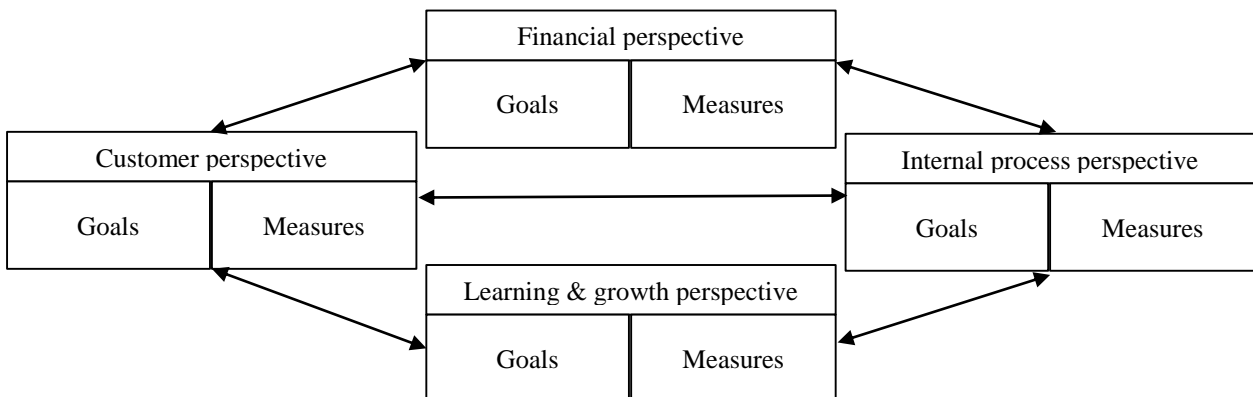 Financial perspective
Goals Measures
Customer perspective
Goals Measures
Internal process perspective
Goals Measures
Learning & growth perspective
Goals Measures